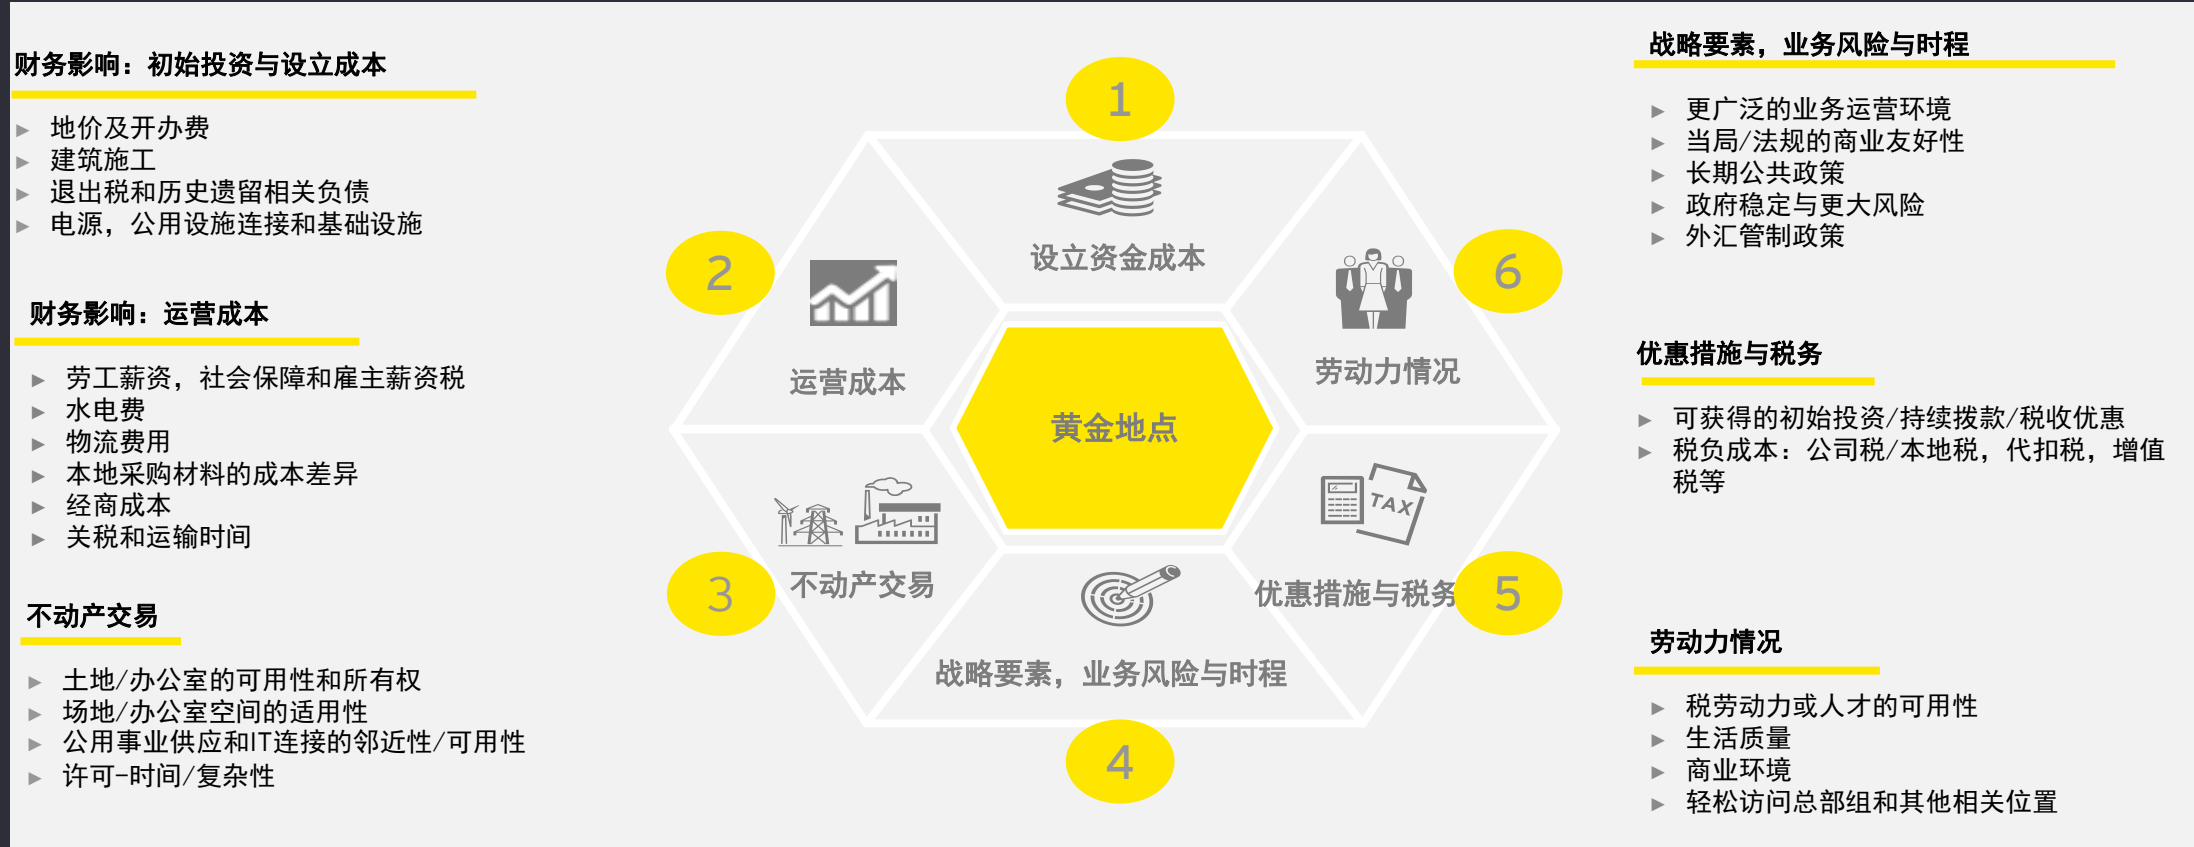 财务影响：初始投资与设立成本
地价及开办费
建筑施工
退出税和历史遗留相关负债
电源，公用设施连接和基础设施
财务影响：运营成本
劳工薪资，社会保障和雇主薪资税
水电费
物流费用
本地采购材料的成本差异
经商成本
关税和运输时间
不动产交易
土地/办公室的可用性和所有权
场地/办公室空间的适用性
公用事业供应和IT连接的邻近性/可用性
许可-时间/复杂性
1
设立资金成本
2
运营成本
6
劳动力情况
黄金地点
3
不动产交易
TAX
优惠措施与税务
5
战略要素，业务风险与时程
4
战略要素，业务风险与时程
更广泛的业务运营环境
当局/法规的商业友好性
长期公共政策
政府稳定与更大风险
外汇管制政策
优惠措施与税务
可获得的初始投资/持续拨款/税收优惠
税负成本：公司税/本地税，代扣税，增值
税等
劳动力情况
税劳动力或人才的可用性
生活质量
商业环境
轻松访问总部组和其他相关位置